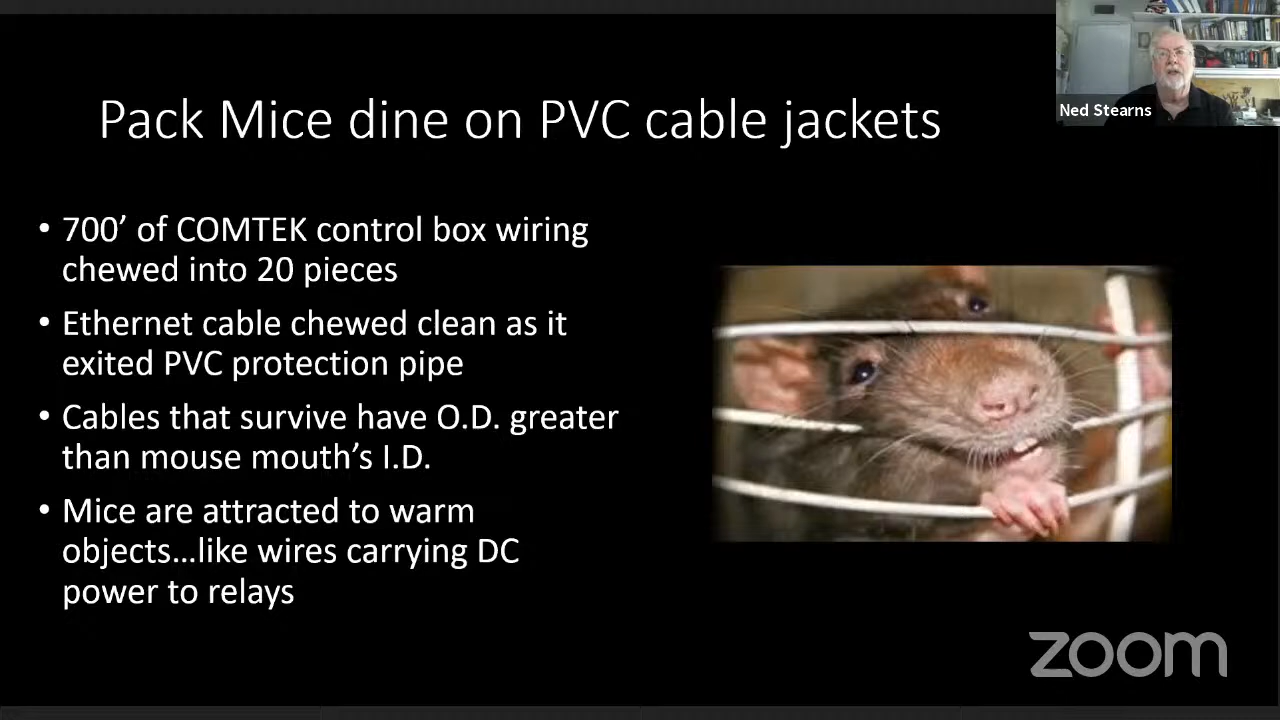 Ned Stearns
Pack Mice dine on PVC cable jackets
• 700’ of COMTEK control box wiring
chewed into 20 pieces
• Ethernet cable chewed clean as it
exited PVC protection pipe
• Cables that survive have O.D. greater
than mouse mouth’s I.D.
• Mice are attracted to warm
objects…like wires carrying DC
power to relays
zoom